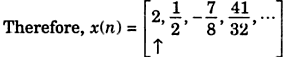 Therefore, x(n) = [2, 1/2, -7/8, 41/32, ...]
↑